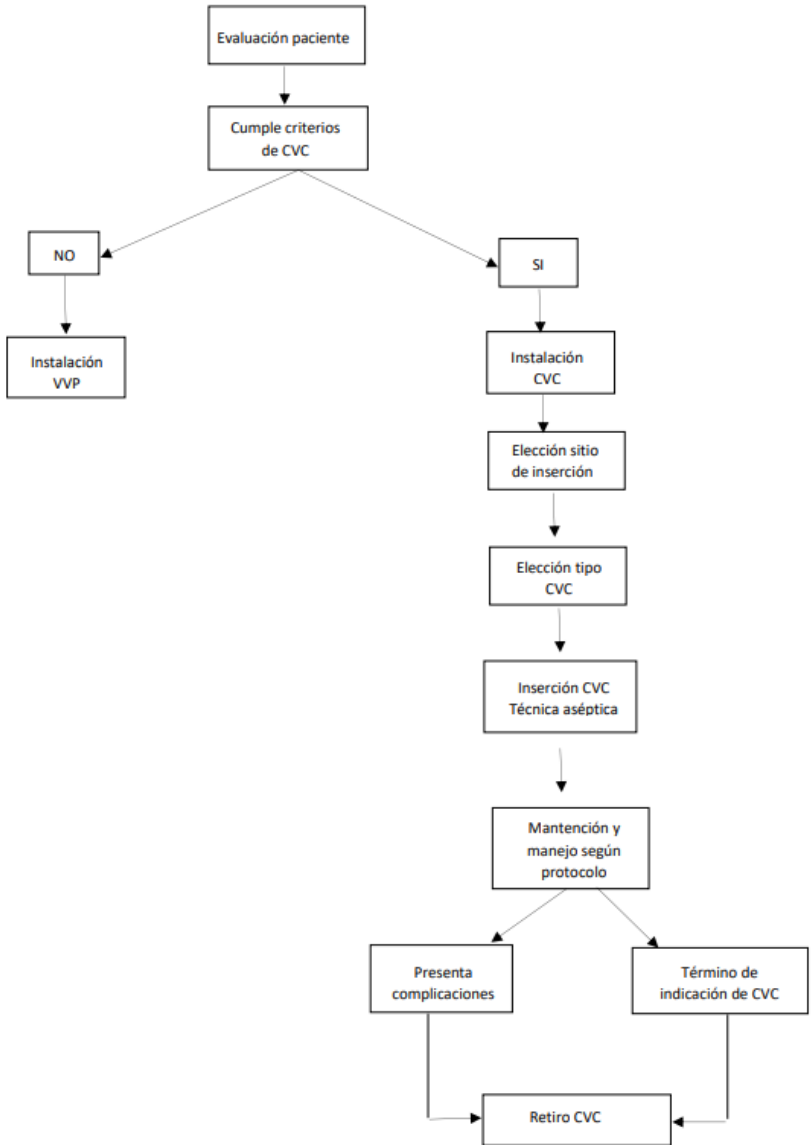 Evaluación paciente
Cumple criterios
de CVC
NO
SI
Instalación
VVP
Instalación
CVC
Elección sitio
de inserción
Elección tipo
CVC
Inserción CVC
Técnica aséptica
Mantención y
manejo según
protocolo
Presenta
complicaciones
Término de
indicación de CVC
Retiro CVC